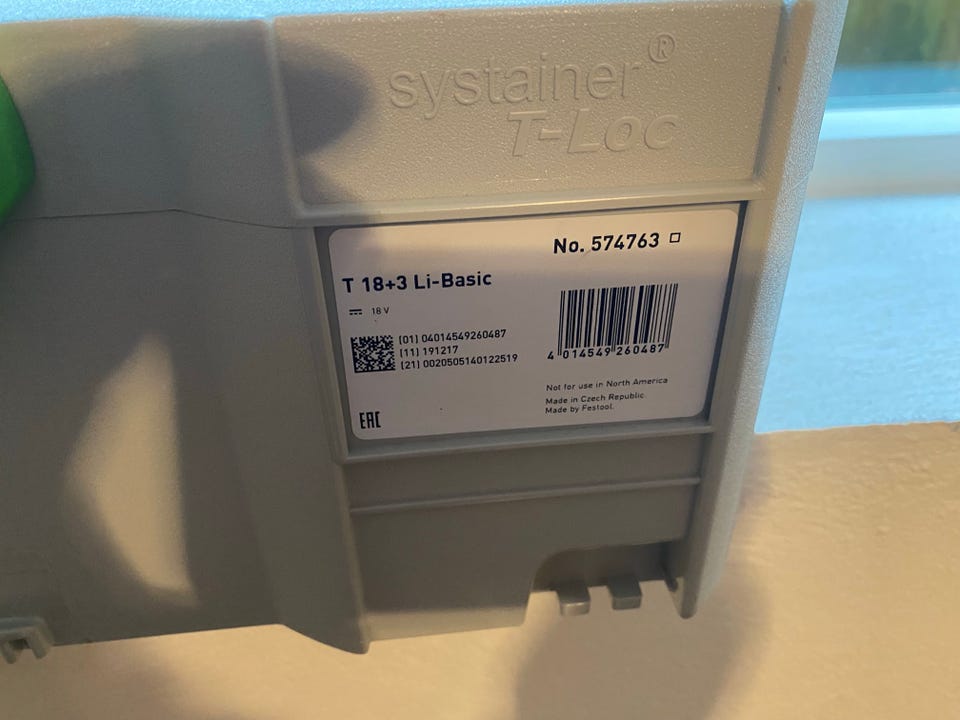 systainer®
T-Loc
No. 574763
T 18+3 Li-Basic
18 V
(01) 04014549260487
(11) 191217
(21) 0020505140122519
4 014549 260487
Not for use in North America
Made in Czech Republic.
Made by Festool.
EAC